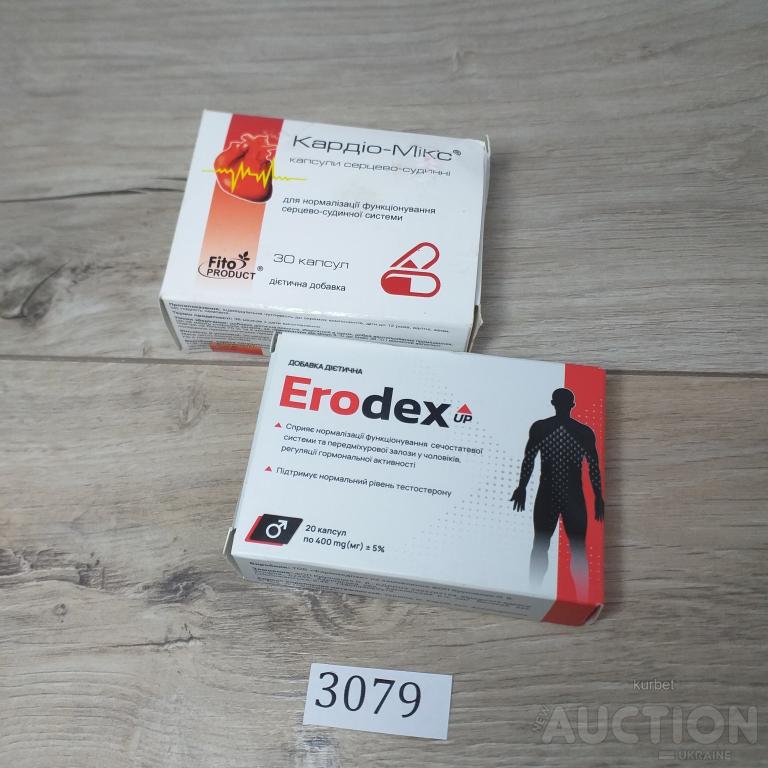 Кардіо-Мікс®
капсули серцево-судинні
для нормалізації функціонування
серцево-судинної системи
Fito
PRODUCT®
30 капсул
дієтична добавка
ДОБАВКА ДІЄТИЧНА
Erodex UP
Сприяє нормалізації функціонування сечостатевої
системи та передміхурової залози у чоловіків,
регуляції гормональної активності
Підтримує нормальний рівень тестостерону
20 капсул
по 400 mg(мг) ± 5%
3079
kurbet
NEW AUCTION
UKRAINE